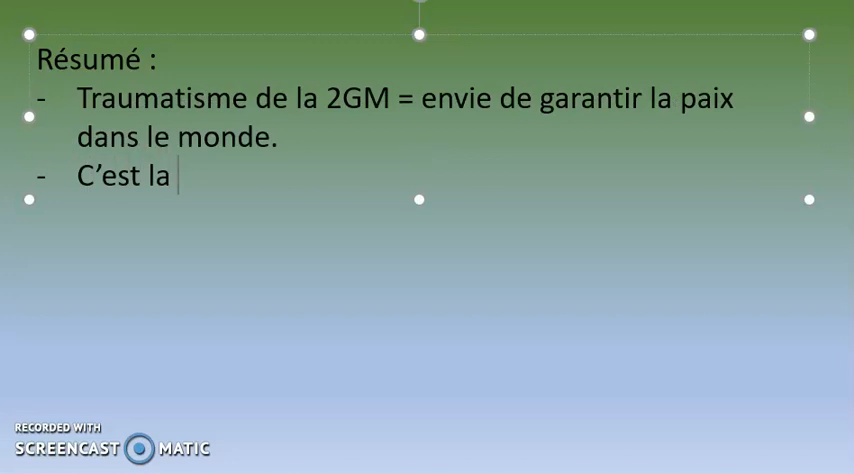 Résumé :
- Traumatisme de la 2GM = envie de garantir la paix
dans le monde.
- C’est la
RECORDED WITH
SCREENCAST MATIC